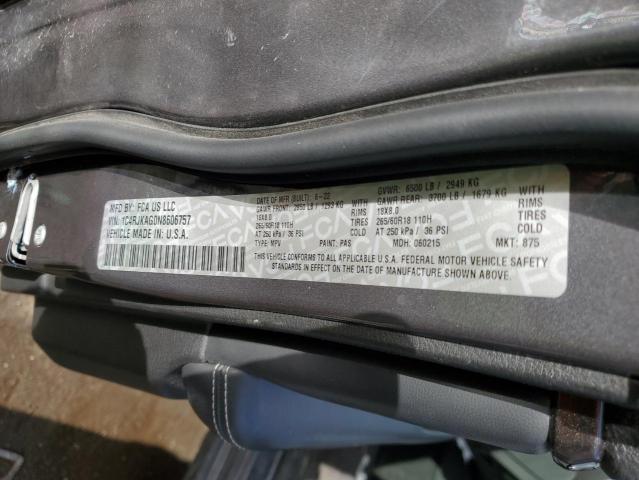 MFD BY: FCA US LLC
VIN: 1C4RJKAG0N8606757
VEHICLE MADE IN: U.S.A.
DATE OF MFR (BUILT): 6-22
GAWR FRONT: 2850 LB / 1293 KG WITH
18X8.0 RIMS
265/60R18 110H TIRES
AT 250 kPa / 36 PSI COLD
TYPE: MPV PAINT: PAS
GVWR: 6500 LB / 2949 KG
GAWR REAR: 3700 LB / 1679 KG WITH
18X8.0 RIMS
265/60R18 110H TIRES
AT 250 kPa / 36 PSI COLD
MDH: 060215 MKT: 875
THIS VEHICLE CONFORMS TO ALL APPLICABLE U.S.A. FEDERAL MOTOR VEHICLE SAFETY
STANDARDS IN EFFECT ON THE DATE OF MANUFACTURE SHOWN ABOVE.